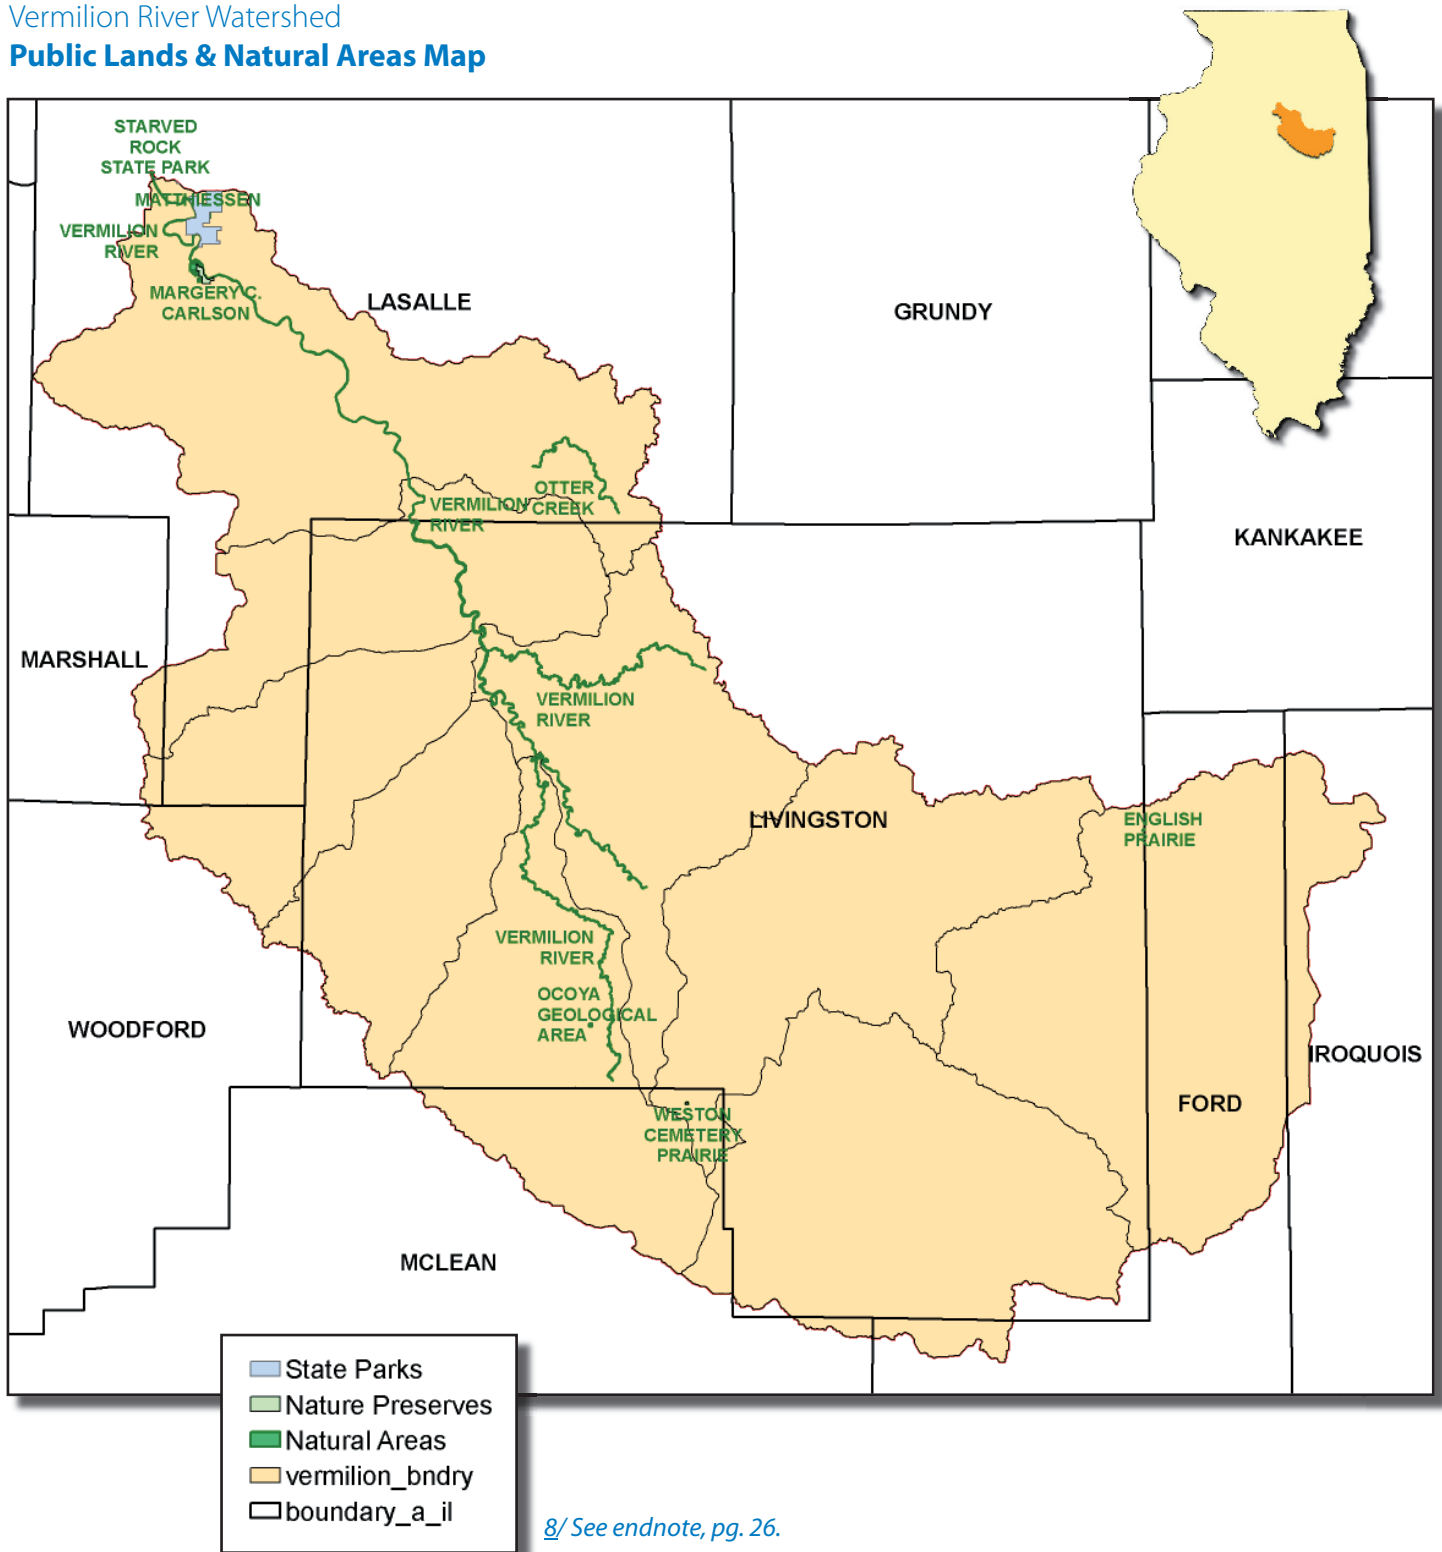 Vermilion River Watershed
Public Lands & Natural Areas Map
STARVED
ROCK
STATE PARK
MATTHIESSEN
VERMILION
RIVER
MARGERY C.
CARLSON
LASALLE
GRUNDY
OTTER
CREEK
VERMILION
RIVER
KANKAKEE
MARSHALL
VERMILION
RIVER
LIVINGSTON
ENGLISH
PRAIRIE
VERMILION
RIVER
OCOYA
GEOLOGICAL
AREA
WOODFORD
IROQUOIS
FORD
WESTON
CEMETERY
PRAIRIE
MCLEAN
State Parks
Nature Preserves
Natural Areas
vermilion_bndry
boundary_a_il
8/ See endnote, pg. 26.